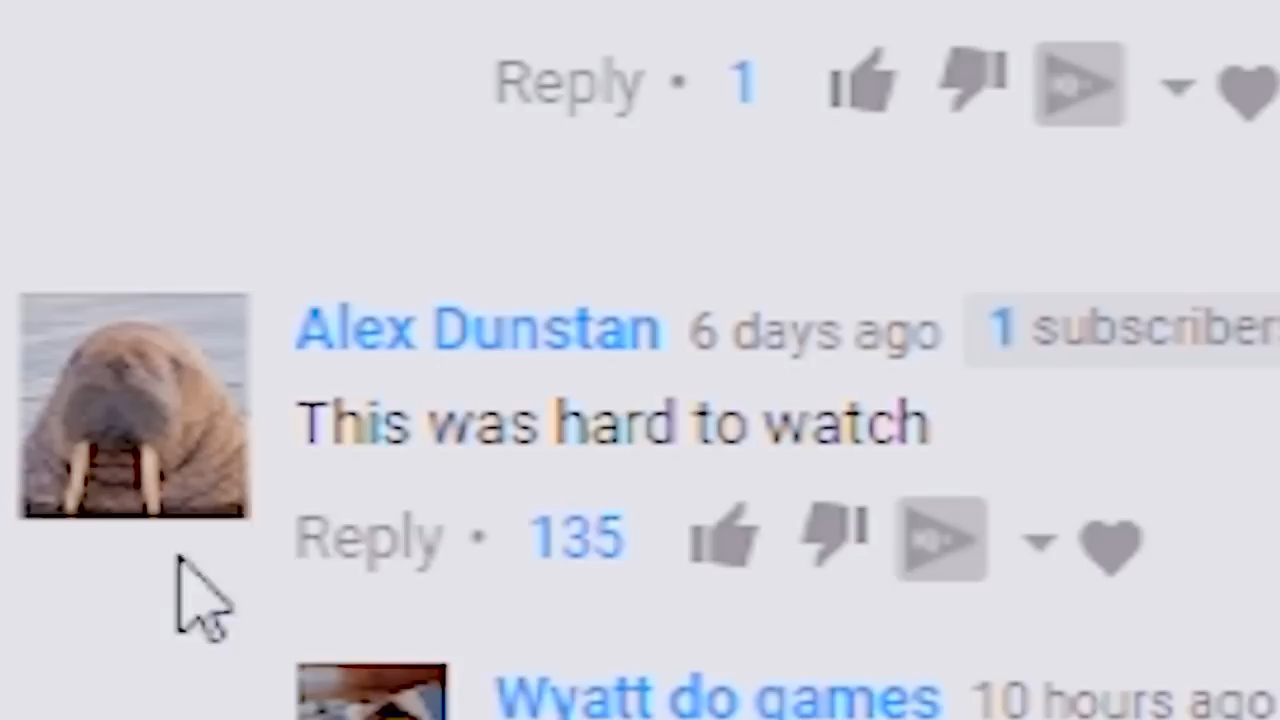 Reply • 1
Alex Dunstan 6 days ago 1 subscriber
This was hard to watch
Reply • 135
Wyatt do games 10 hours ago